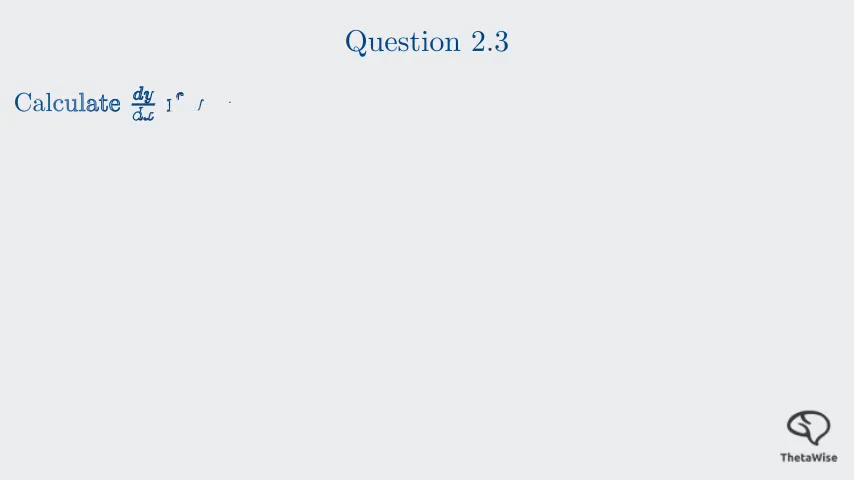 Question 2.3
Calculate dy/dx
ThetaWise